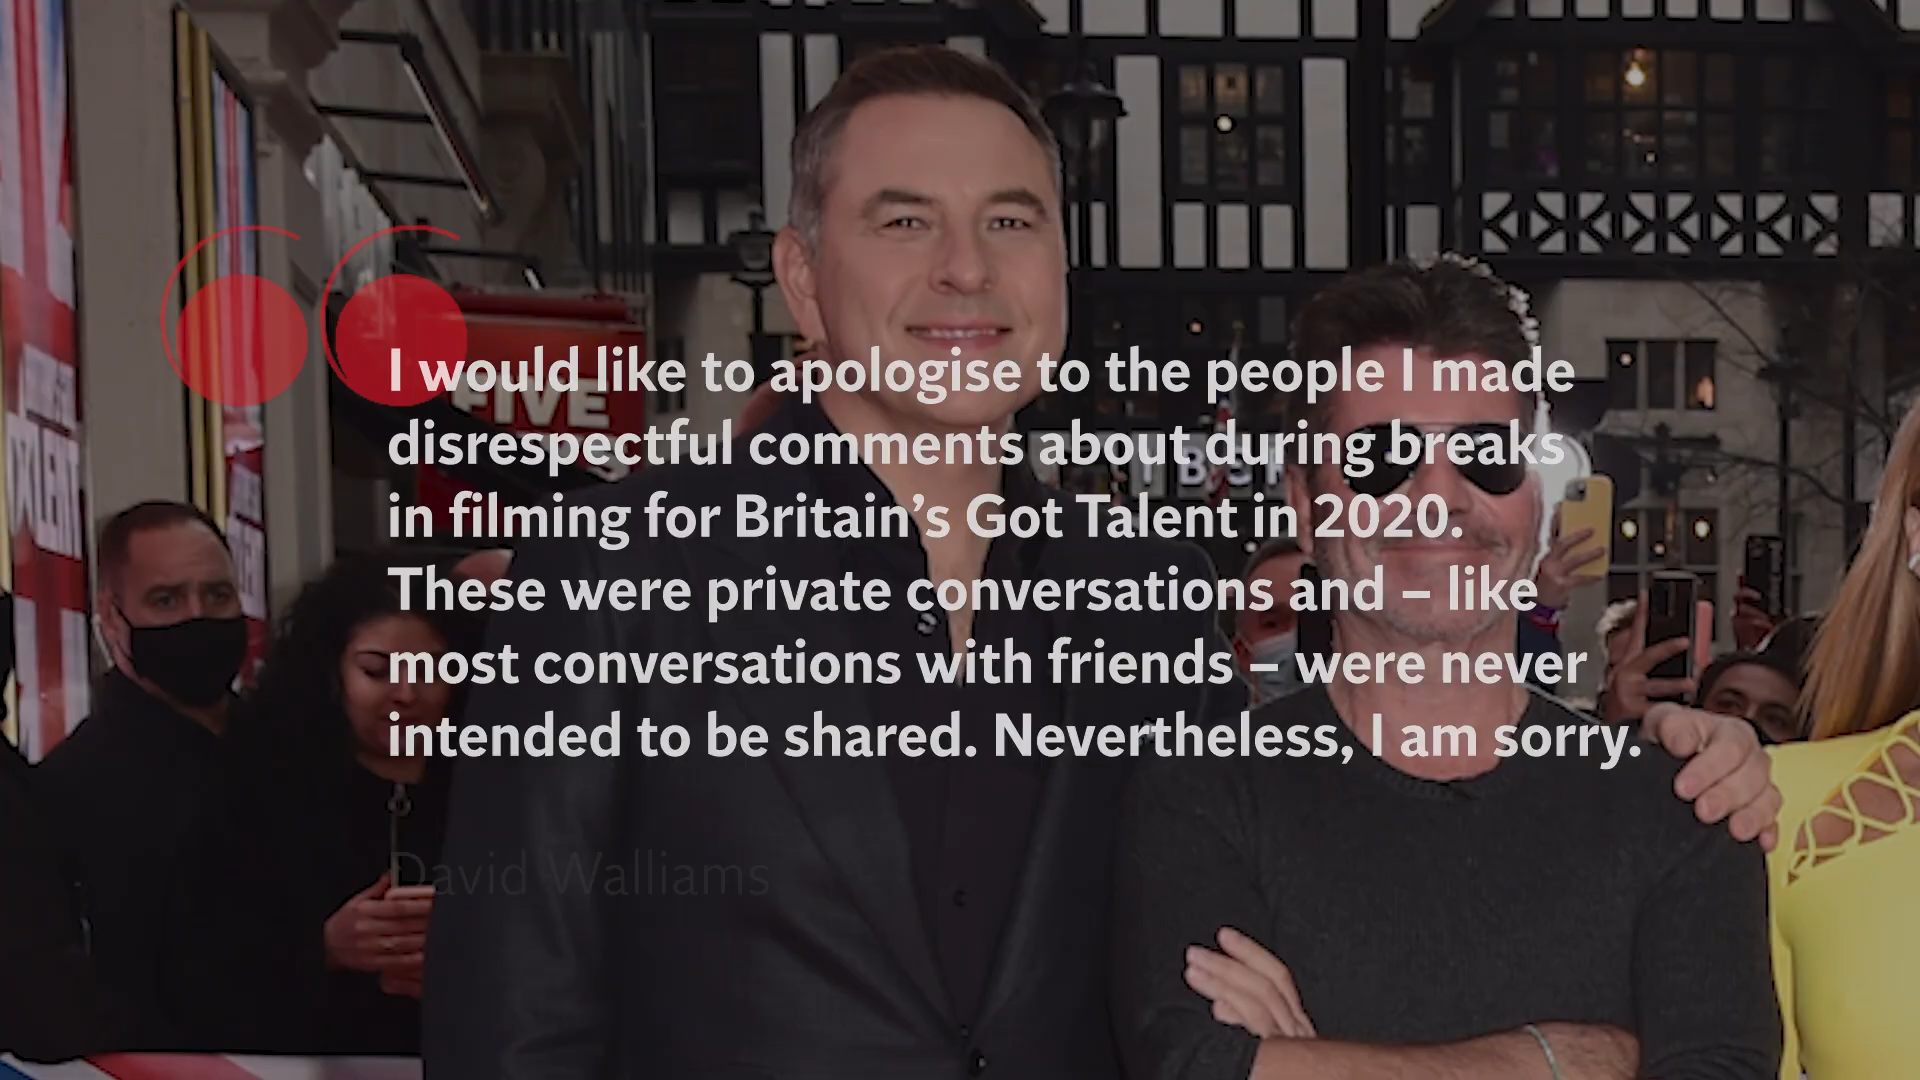 I would like to apologise to the people I made
disrespectful comments about during breaks
in filming for Britain’s Got Talent in 2020.
These were private conversations and – like
most conversations with friends – were never
intended to be shared. Nevertheless, I am sorry.
David Walliams
FIVE
TALENT